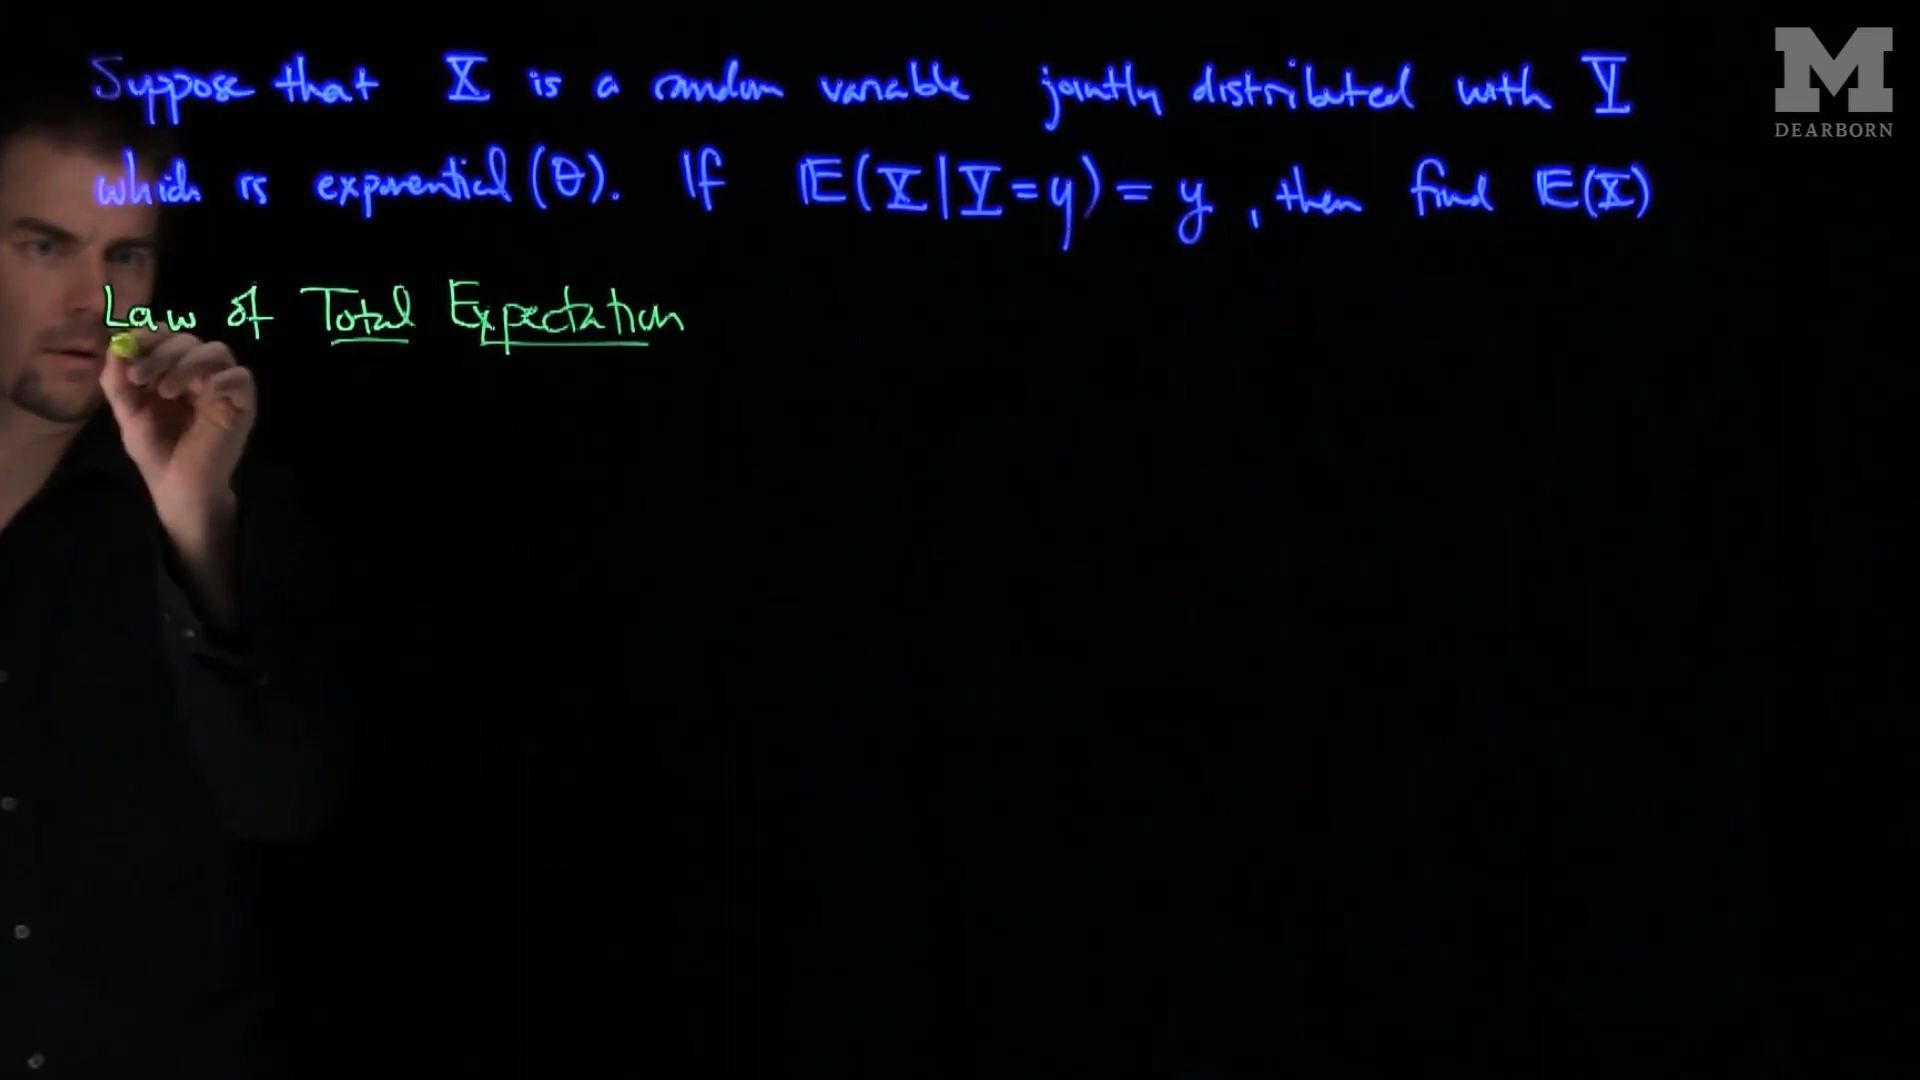 Suppose that X is a random variable jointly distributed with Y
which is exponential (θ). If E(X|Y=y) = y, then find E(X)
Law of Total Expectation
M
DEARBORN